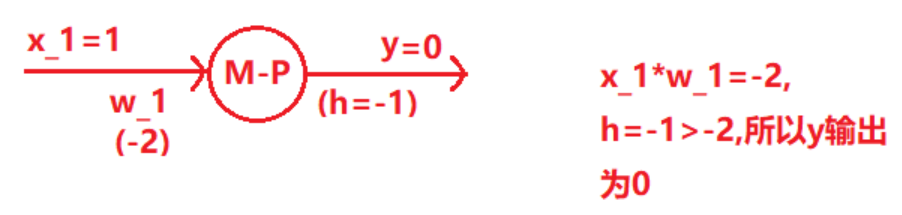 x_1=1
y=0
M-P
w_1
(-2)
(h=-1)
x_1*w_1=-2,
h=-1>-2,所以y输出
为0